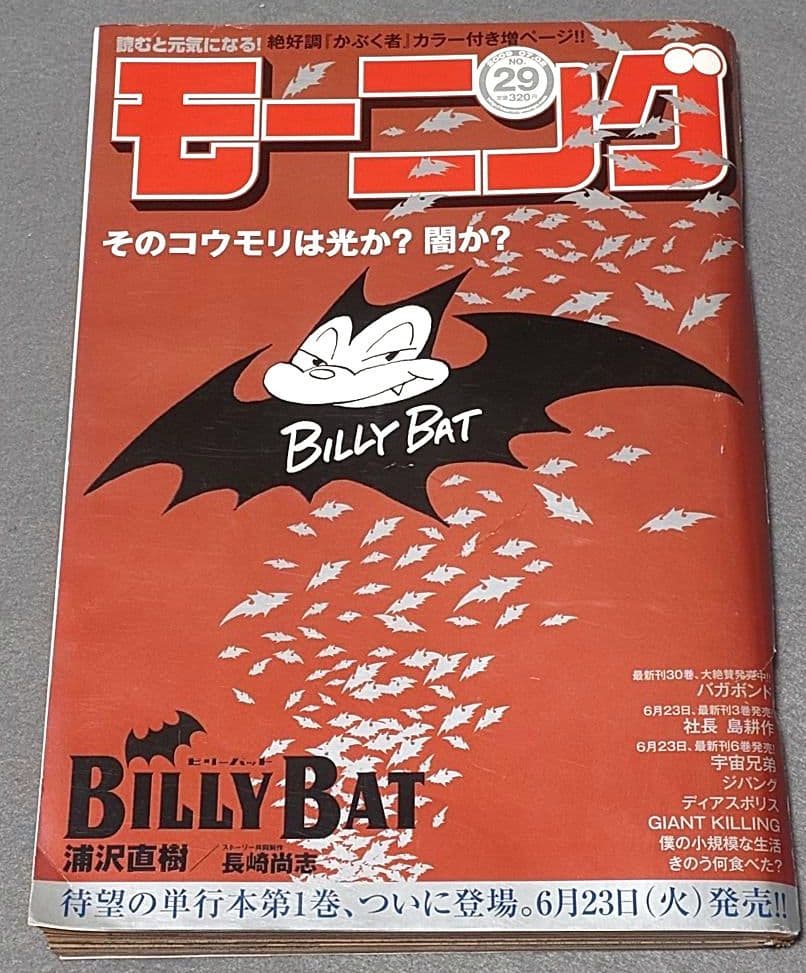 読むと元気になる! 絶好調『かぶく者』カラー付き増ページ!!
モーニング
2009 07.02
NO.
29
定価320円
そのコウモリは光か? 闇か?
BILLY BAT
最新刊30巻、大絶賛発売中!!
バガボンド
6月23日、最新刊3巻発売!
社長 島耕作
6月23日、最新刊6巻発売!
宇宙兄弟
ジパング
ディアスポリス
GIANT KILLING
僕の小規模な生活
きのう何食べた?
ビリーバット
BILLY BAT
浦沢直樹/ストーリー共同制作 長崎尚志
待望の単行本第1巻、ついに登場。6月23日(火)発売!!